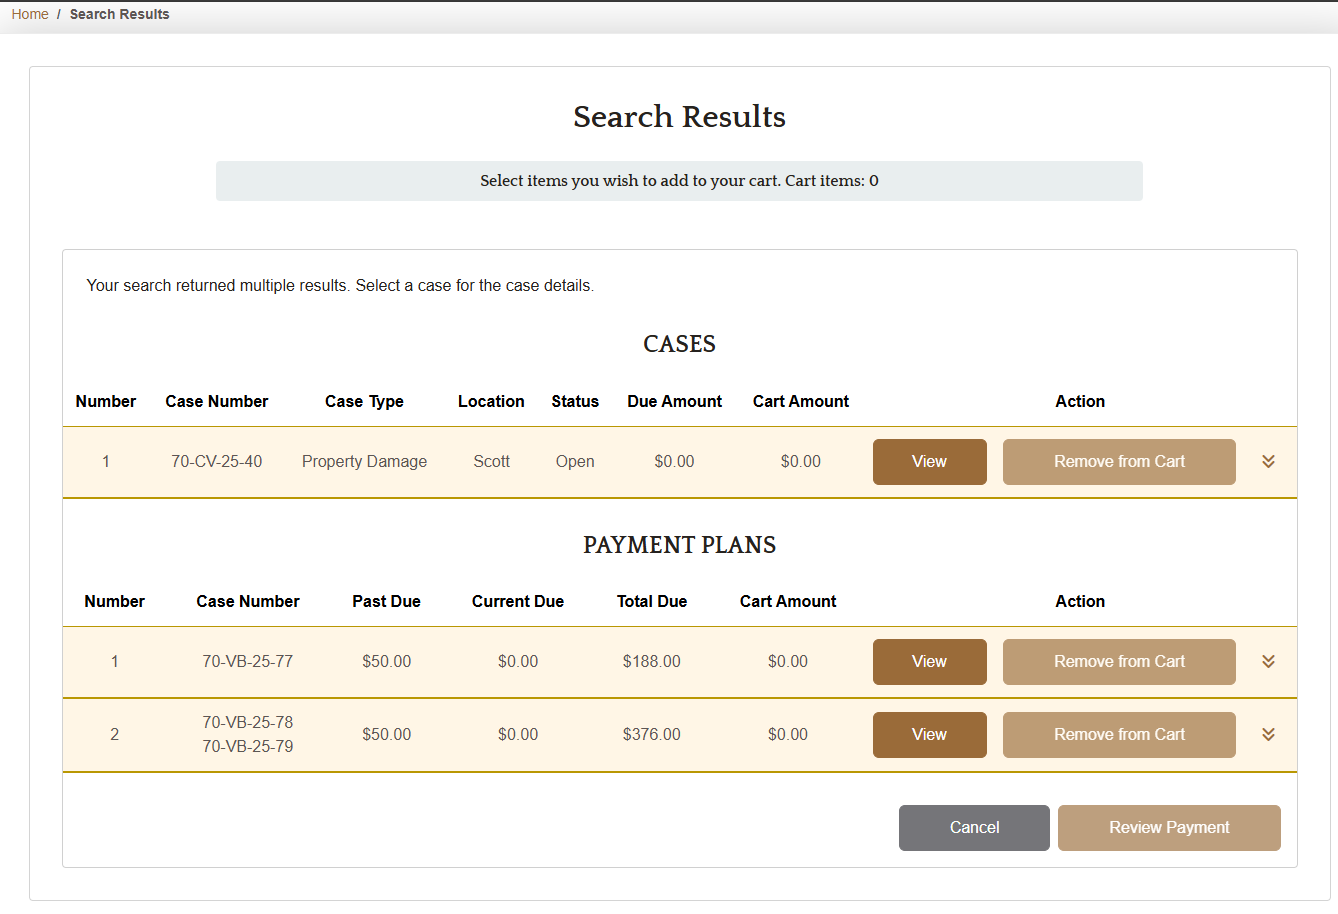 Home / Search Results
Search Results
Select items you wish to add to your cart. Cart items: 0
Your search returned multiple results. Select a case for the case details.
CASES
Number Case Number Case Type Location Status Due Amount Cart Amount Action
1 70-CV-25-40 Property Damage Scott Open $0.00 $0.00 View Remove from Cart
PAYMENT PLANS
Number Case Number Past Due Current Due Total Due Cart Amount Action
1 70-VB-25-77 $50.00 $0.00 $188.00 $0.00 View Remove from Cart
70-VB-25-78
2 $50.00 $0.00 $376.00 $0.00 View Remove from Cart
70-VB-25-79
Cancel Review Payment